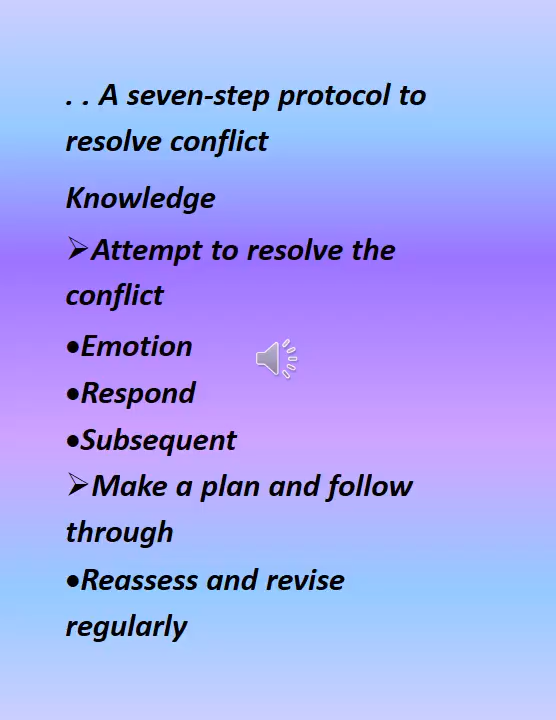 . . A seven-step protocol to
resolve conflict
Knowledge
➢Attempt to resolve the
conflict
•Emotion
•Respond
•Subsequent
➢Make a plan and follow
through
•Reassess and revise
regularly